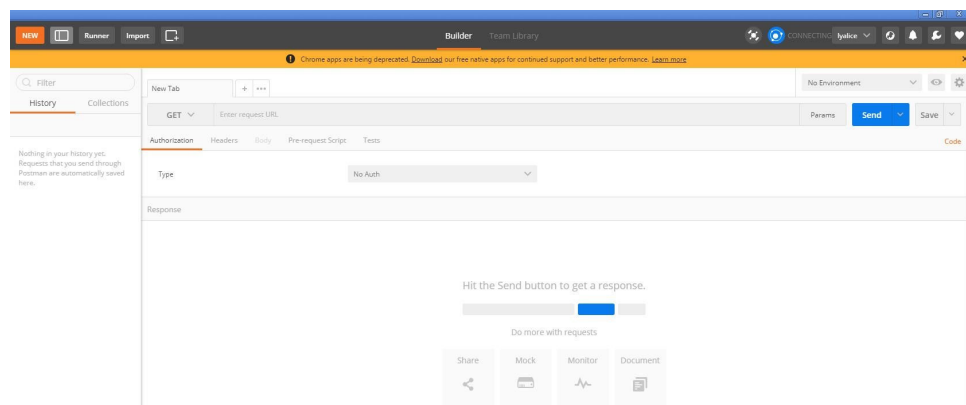 NEW Runner Import Builder Team Library CONNECTING lyalice
Chrome apps are being deprecated. Download our free native apps for continued support and better performance. Learn more
Filter
History Collections
Nothing in your history yet.
Requests that you send through
Postman are automatically saved
here.
New Tab + ••• No Environment
GET Enter request URL Params Send Save
Authorization Headers Body Pre-request Script Tests Code
Type No Auth
Response
Hit the Send button to get a response.
Do more with requests
Share Mock Monitor Document